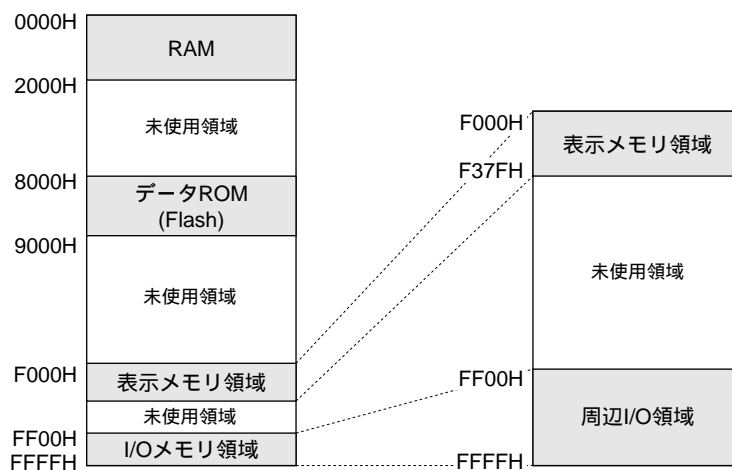 0000H
RAM
2000H
未使用領域
8000H
データROM
(Flash)
9000H
未使用領域
F000H
表示メモリ領域
未使用領域
FF00H
I/Oメモリ領域
FFFFH
F000H
表示メモリ領域
F37FH
未使用領域
FF00H
周辺I/O領域
FFFFH